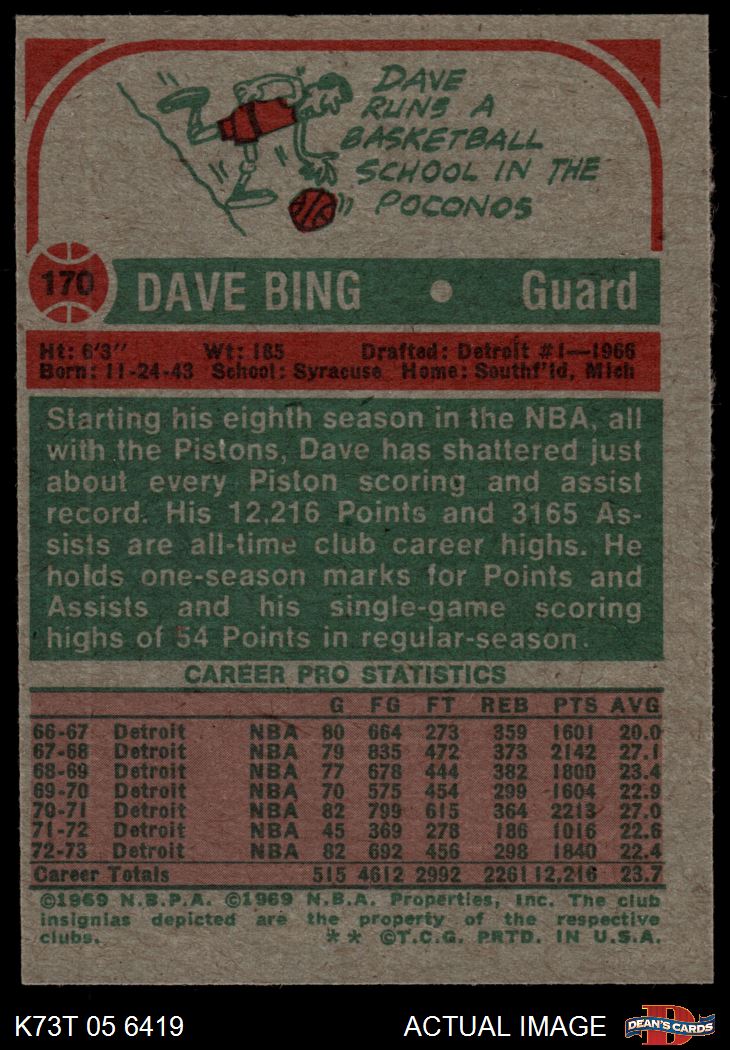 DAVE
RUNS A
BASKETBALL
SCHOOL IN THE
POCONOS
170 DAVE BING • Guard
Ht: 6'3" Wt: 185 Drafted: Detroit #1—1966
Born: 11-24-43 School: Syracuse Home: Southf'ld, Mich
Starting his eighth season in the NBA, all
with the Pistons, Dave has shattered just
about every Piston scoring and assist
record. His 12,216 Points and 3165 As-
sists are all-time club career highs. He
holds one-season marks for Points and
Assists and his single-game scoring
highs of 54 Points in regular-season.
CAREER PRO STATISTICS
G FG FT REB PTS AVG
66-67 Detroit NBA 80 664 273 359 1601 20.0
67-68 Detroit NBA 79 835 472 373 2142 27.1
68-69 Detroit NBA 77 678 444 382 1800 23.4
69-70 Detroit NBA 70 575 454 299 1604 22.9
70-71 Detroit NBA 82 799 615 364 2213 27.0
71-72 Detroit NBA 45 369 278 186 1016 22.6
72-73 Detroit NBA 82 692 456 298 1840 22.4
Career Totals 515 4612 2992 2261 12,216 23.7
©1969 N.B.P.A. ©1969 N.B.A. Properties, Inc. The club
insignias depicted are the property of the respective
clubs. ** ©T.C.G. PRTD. IN U.S.A.
K73T 05 6419 ACTUAL IMAGE D DEAN'S CARDS